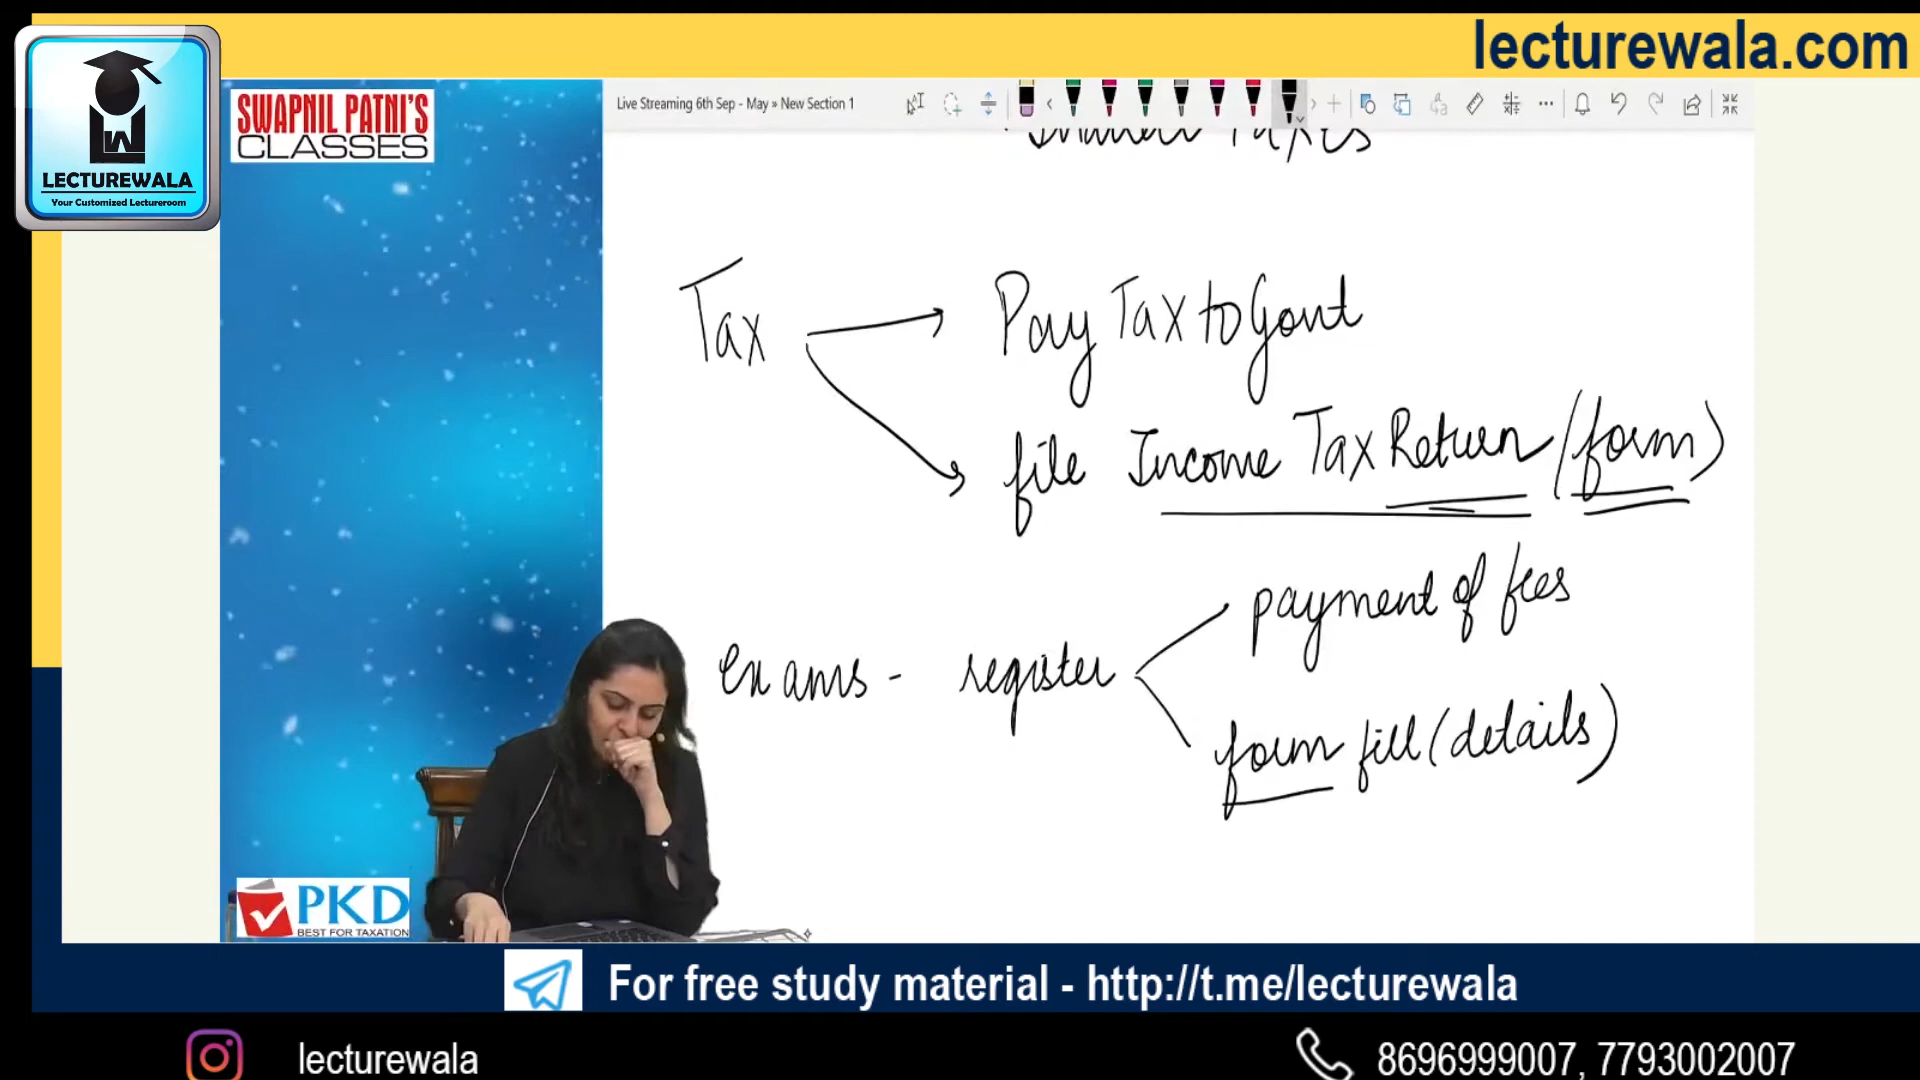 lecturewala.com
LECTUREWALA
Your Customized Lectureroom
SWAPNIL PATNI'S
CLASSES
Live Streaming 6th Sep - May » New Section 1
Taxes
Tax
Pay Tax to Govt
file Income Tax Return / (form)
exams - register
payment of fees
form fill (details)
PKD
BEST FOR TAXATION
For free study material - http://t.me/lecturewala
lecturewala
8696999007, 7793002007